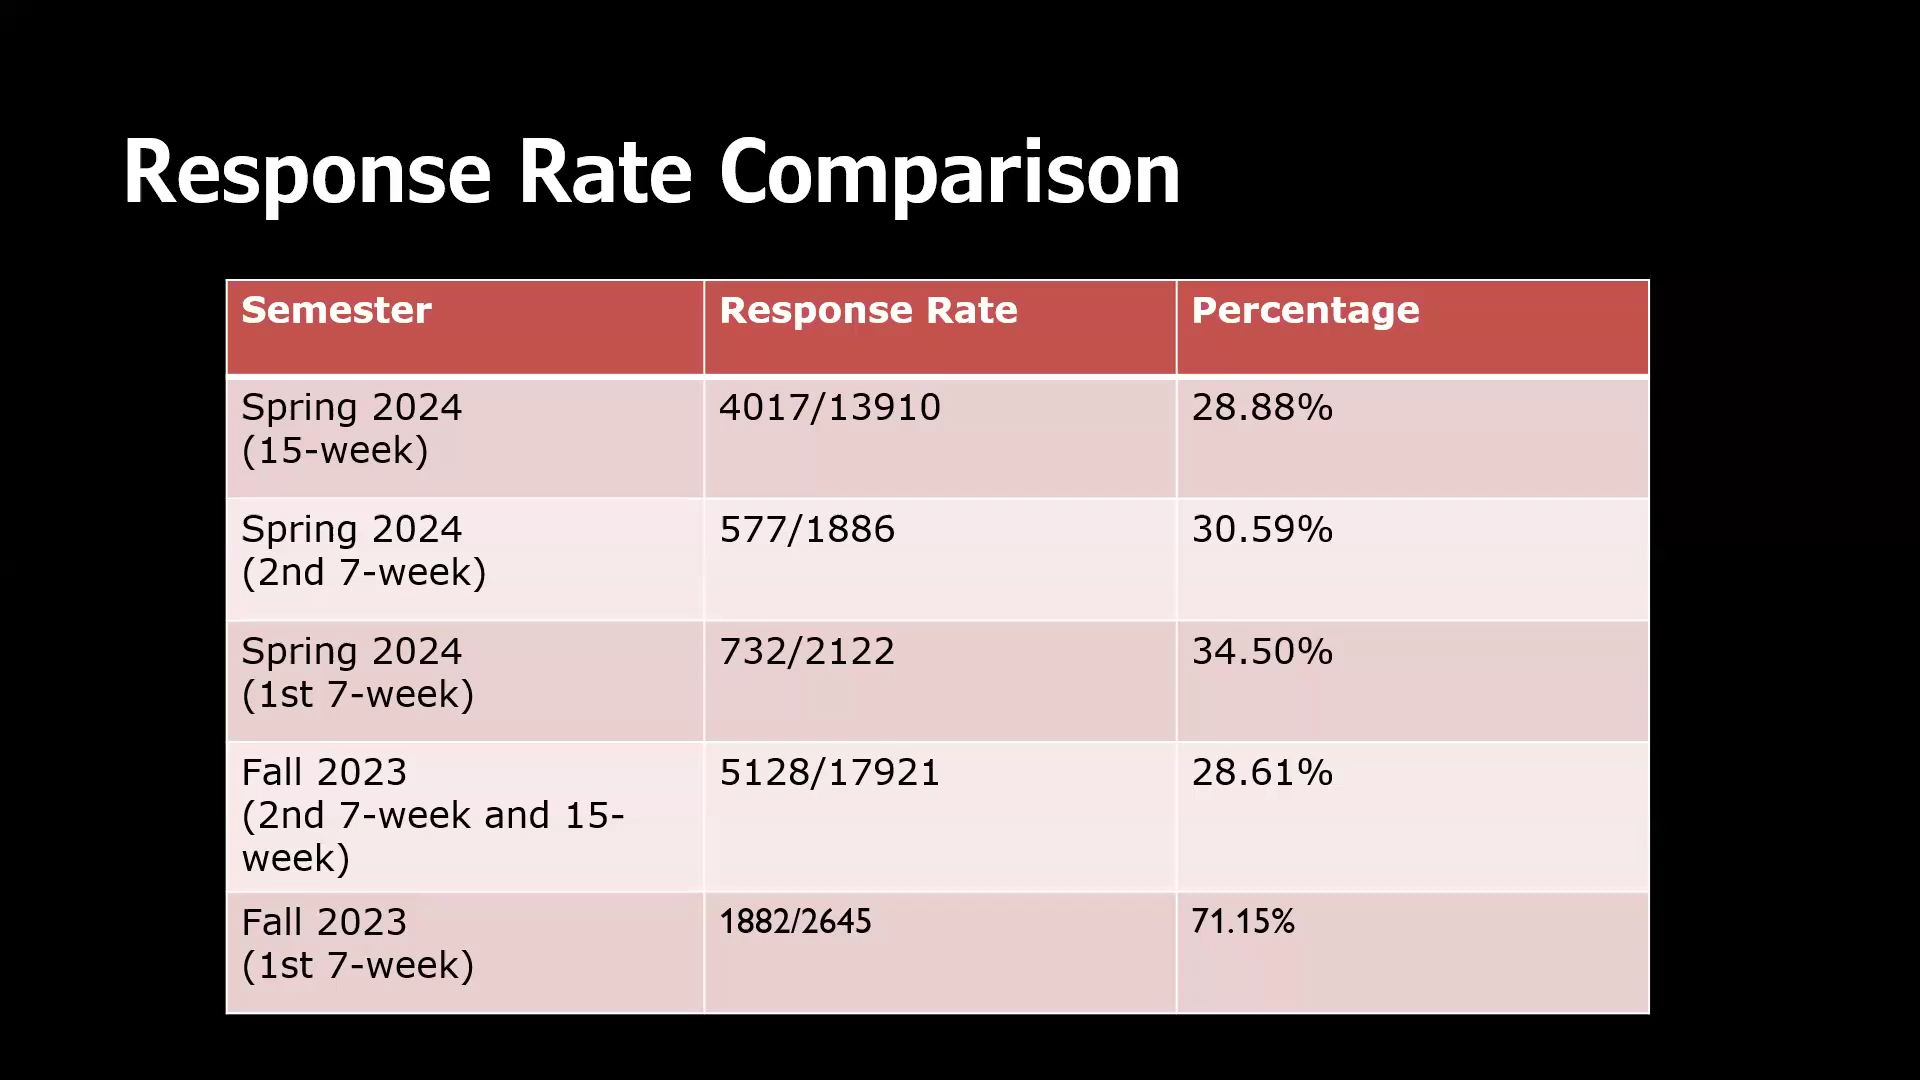 Response Rate Comparison
Semester
Response Rate
Percentage
Spring 2024
(15-week)
4017/13910
28.88%
Spring 2024
(2nd 7-week)
577/1886
30.59%
Spring 2024
(1st 7-week)
732/2122
34.50%
Fall 2023
(2nd 7-week and 15-
week)
5128/17921
28.61%
Fall 2023
(1st 7-week)
1882/2645
71.15%